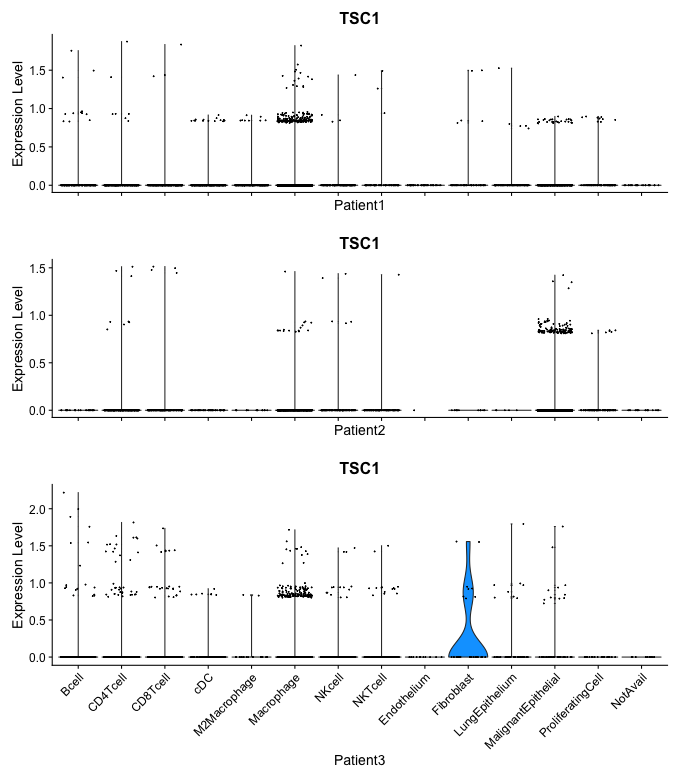 TSC1
Expression Level
1.5
1.0
0.5
0.0
Patient1
TSC1
Expression Level
1.5
1.0
0.5
0.0
Patient2
TSC1
Expression Level
2.0
1.5
1.0
0.5
0.0
Bcell
CD4Tcell
CD8Tcell
cDC
M2Macrophage
Macrophage
NKcell
NKTcell
Endothelium
Fibroblast
LungEpithelium
MalignantEpithelial
ProliferatingCell
NotAvail
Patient3